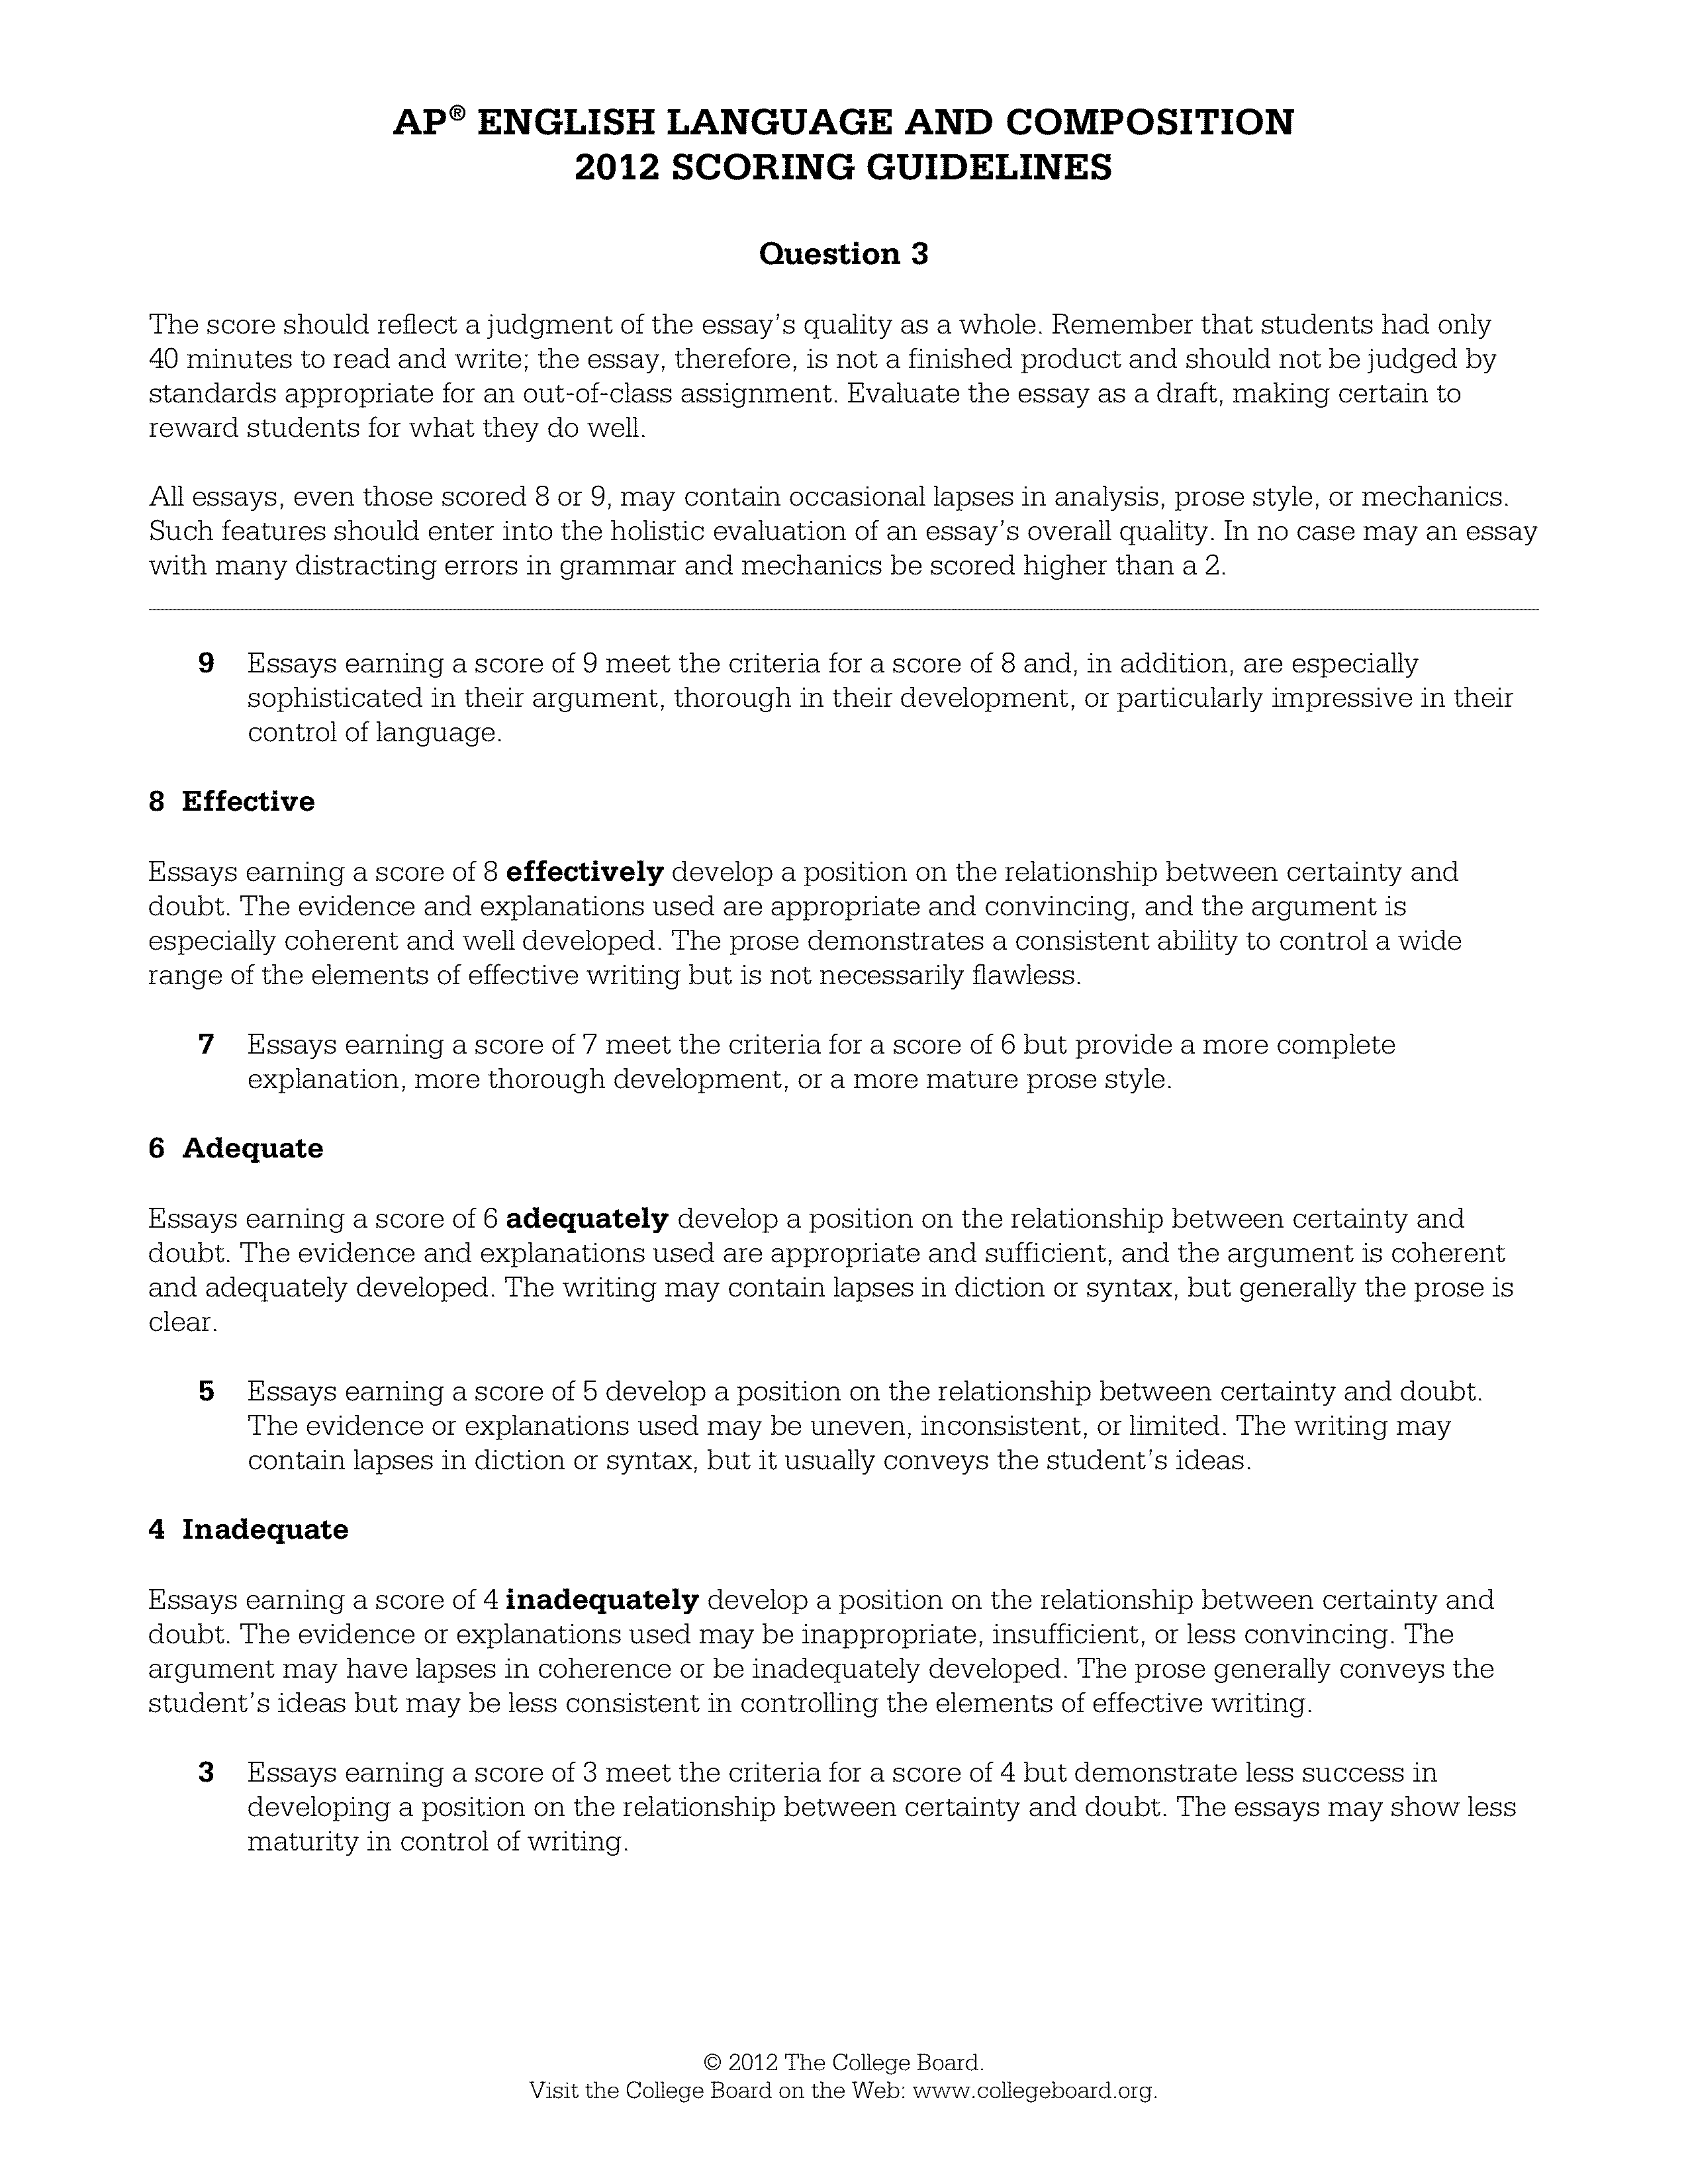 AP® ENGLISH LANGUAGE AND COMPOSITION
2012 SCORING GUIDELINES
Question 3
The score should reflect a judgment of the essay's quality as a whole. Remember that students had only
40 minutes to read and write; the essay, therefore, is not a finished product and should not be judged by
standards appropriate for an out-of-class assignment. Evaluate the essay as a draft, making certain to
reward students for what they do well.
All essays, even those scored 8 or 9, may contain occasional lapses in analysis, prose style, or mechanics.
Such features should enter into the holistic evaluation of an essay's overall quality. In no case may an essay
with many distracting errors in grammar and mechanics be scored higher than a 2.
9 Essays earning a score of 9 meet the criteria for a score of 8 and, in addition, are especially
sophisticated in their argument, thorough in their development, or particularly impressive in their
control of language.
8 Effective
Essays earning a score of 8 effectively develop a position on the relationship between certainty and
doubt. The evidence and explanations used are appropriate and convincing, and the argument is
especially coherent and well developed. The prose demonstrates a consistent ability to control a wide
range of the elements of effective writing but is not necessarily flawless.
7 Essays earning a score of 7 meet the criteria for a score of 6 but provide a more complete
explanation, more thorough development, or a more mature prose style.
6 Adequate
Essays earning a score of 6 adequately develop a position on the relationship between certainty and
doubt. The evidence and explanations used are appropriate and sufficient, and the argument is coherent
and adequately developed. The writing may contain lapses in diction or syntax, but generally the prose is
clear.
5 Essays earning a score of 5 develop a position on the relationship between certainty and doubt.
The evidence or explanations used may be uneven, inconsistent, or limited. The writing may
contain lapses in diction or syntax, but it usually conveys the student's ideas.
4 Inadequate
Essays earning a score of 4 inadequately develop a position on the relationship between certainty and
doubt. The evidence or explanations used may be inappropriate, insufficient, or less convincing. The
argument may have lapses in coherence or be inadequately developed. The prose generally conveys the
student's ideas but may be less consistent in controlling the elements of effective writing.
3 Essays earning a score of 3 meet the criteria for a score of 4 but demonstrate less success in
developing a position on the relationship between certainty and doubt. The essays may show less
maturity in control of writing.
© 2012 The College Board.
Visit the College Board on the Web: www.collegeboard.org.